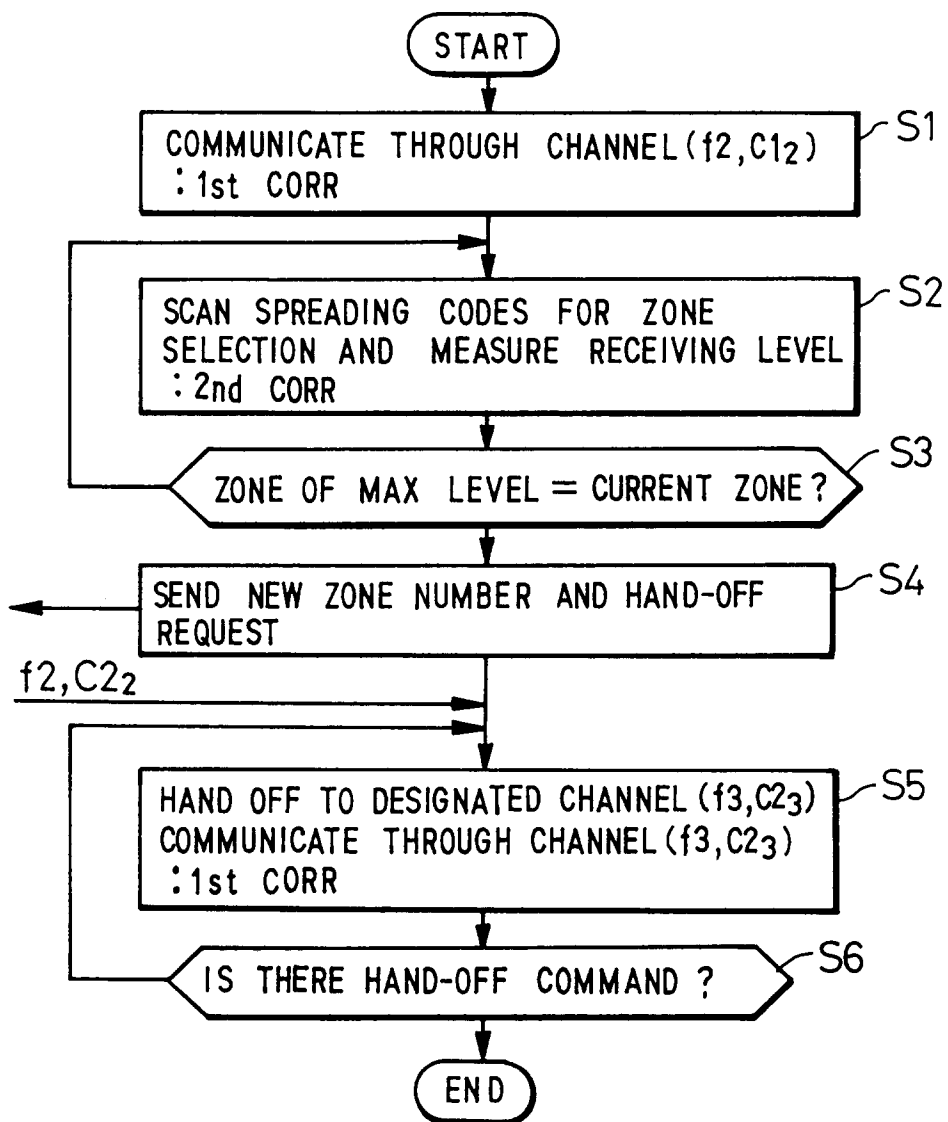 START
S1
COMMUNICATE THROUGH CHANNEL (f2, C1₂)
: 1st CORR
S2
SCAN SPREADING CODES FOR ZONE
SELECTION AND MEASURE RECEIVING LEVEL
: 2nd CORR
S3
ZONE OF MAX LEVEL = CURRENT ZONE ?
S4
SEND NEW ZONE NUMBER AND HAND-OFF
REQUEST
f2, C2₂
S5
HAND OFF TO DESIGNATED CHANNEL (f3, C2₃)
COMMUNICATE THROUGH CHANNEL (f3, C2₃)
: 1st CORR
S6
IS THERE HAND-OFF COMMAND ?
END